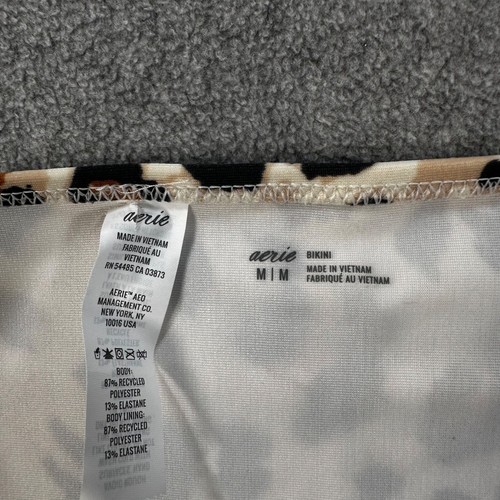 aerie
MADE IN VIETNAM
FABRIQUÉ AU
VIETNAM
RN 54485 CA 03873
AERIE™ AEO
MANAGEMENT CO.
NEW YORK, NY
10016 USA
BODY:
87% RECYCLED
POLYESTER
13% ELASTANE
BODY LINING:
87% RECYCLED
POLYESTER
13% ELASTANE
aerie BIKINI
M|M MADE IN VIETNAM
FABRIQUÉ AU VIETNAM